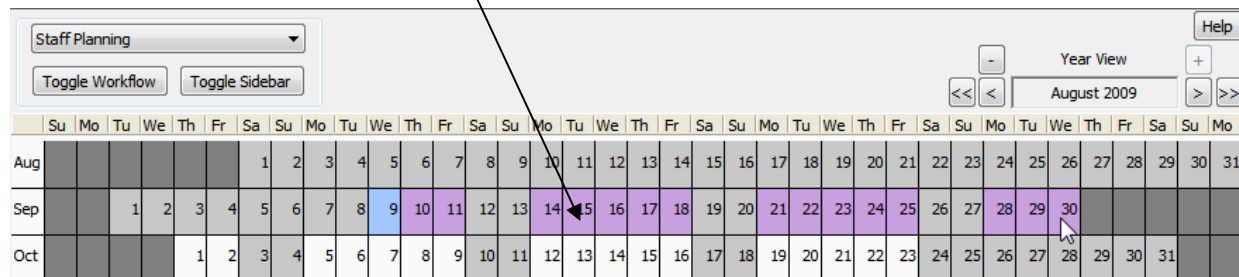 Help
Staff Planning
- Year View +
Toggle Workflow Toggle Sidebar
<< < August 2009 > >>
Su Mo Tu We Th Fr Sa Su Mo Tu We Th Fr Sa Su Mo Tu We Th Fr Sa Su Mo Tu We Th Fr Sa Su Mo Tu We Th Fr Sa Su Mo
Aug 1 2 3 4 5 6 7 8 9 10 11 12 13 14 15 16 17 18 19 20 21 22 23 24 25 26 27 28 29 30 31
Sep 1 2 3 4 5 6 7 8 9 10 11 12 13 14 15 16 17 18 19 20 21 22 23 24 25 26 27 28 29 30
Oct 1 2 3 4 5 6 7 8 9 10 11 12 13 14 15 16 17 18 19 20 21 22 23 24 25 26 27 28 29 30 31